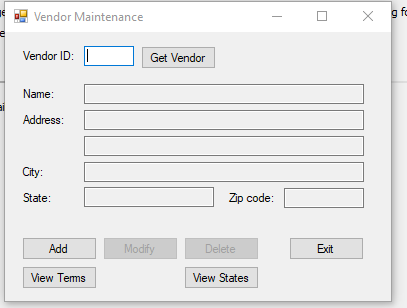 Vendor Maintenance
Vendor ID: Get Vendor
Name:
Address:
City:
State: Zip code:
Add Modify Delete Exit
View Terms View States